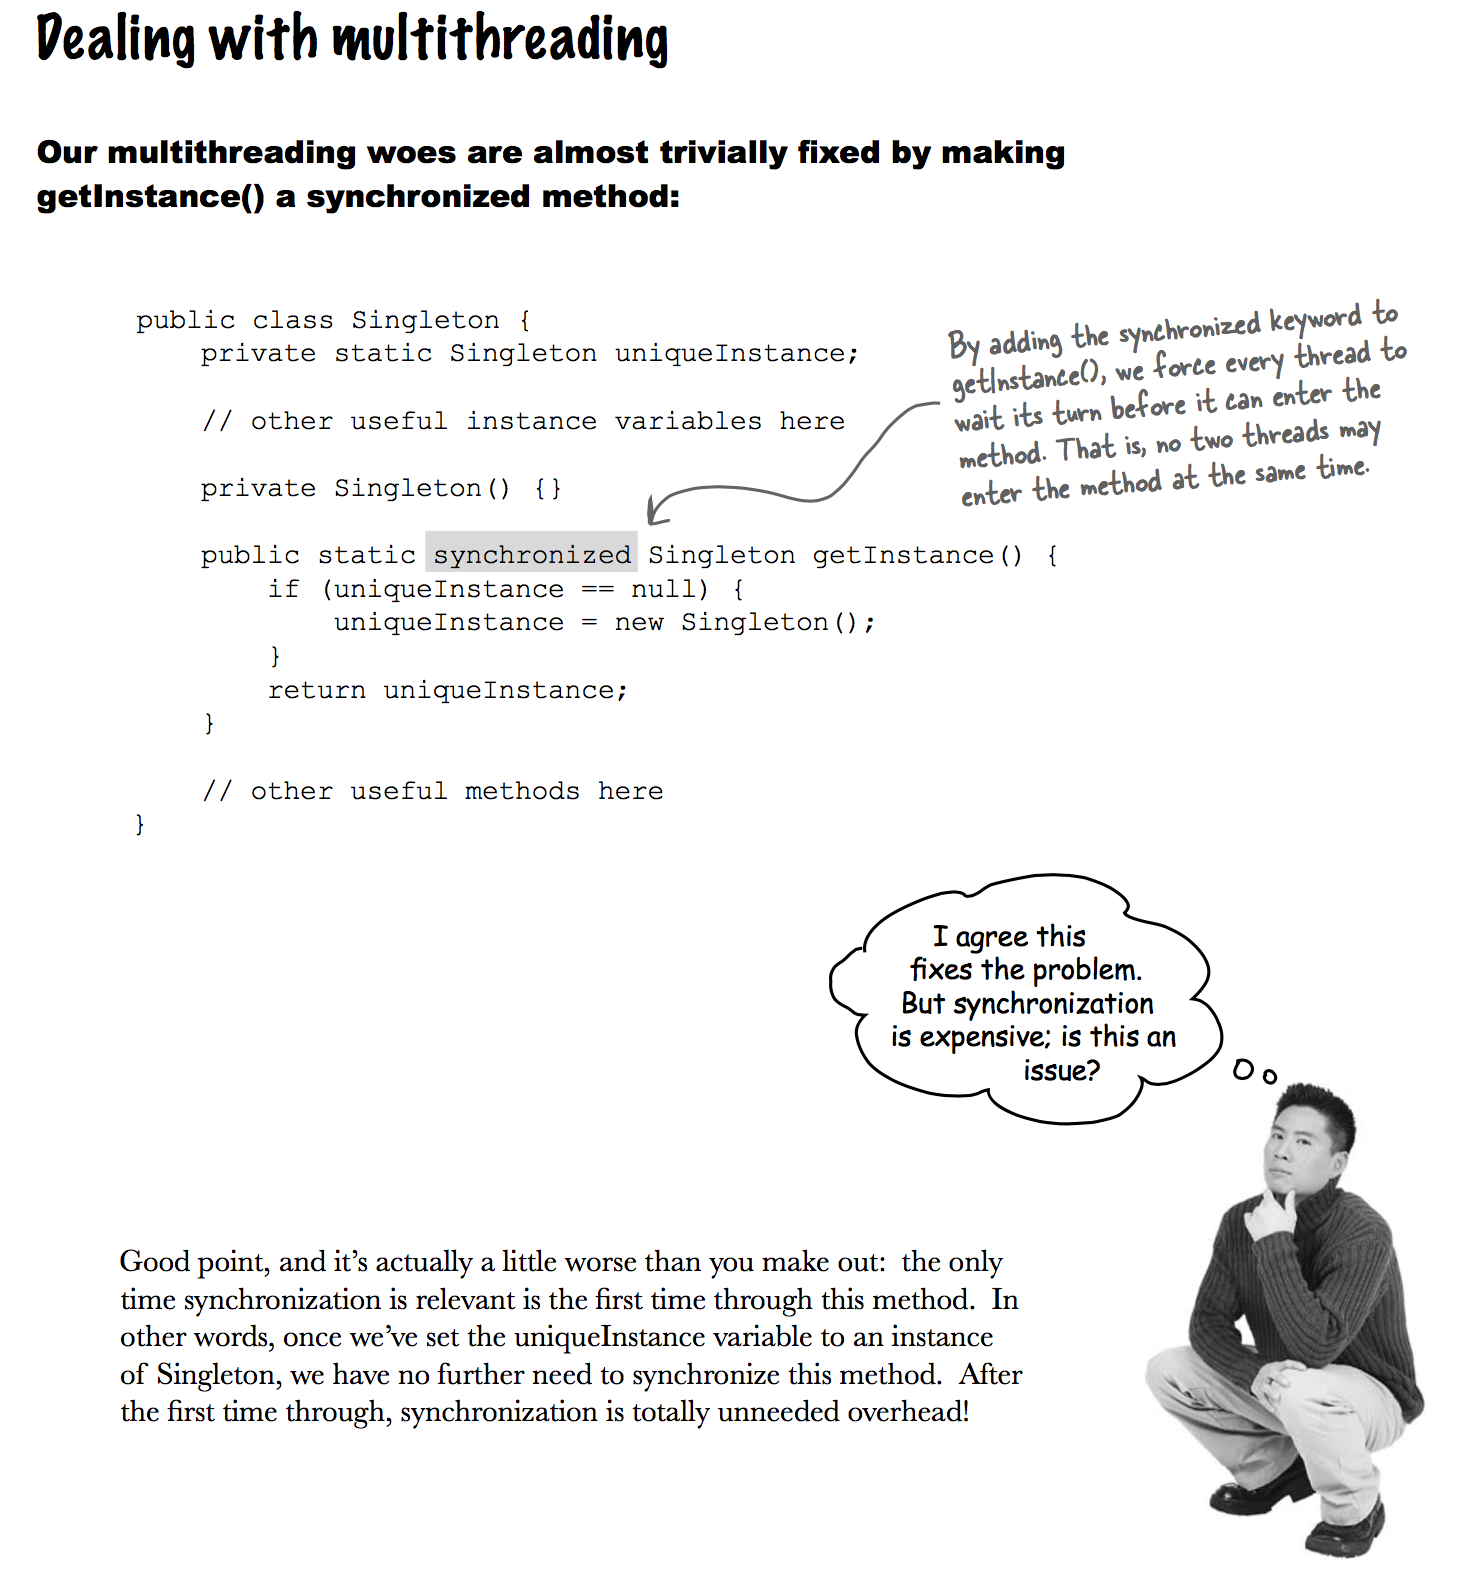 Dealing with multithreading
Our multithreading woes are almost trivially fixed by making
getInstance() a synchronized method:
public class Singleton {
    private static Singleton uniqueInstance;
    // other useful instance variables here
    private Singleton() {}
    public static synchronized Singleton getInstance() {
        if (uniqueInstance == null) {
            uniqueInstance = new Singleton();
        }
        return uniqueInstance;
    }
    // other useful methods here
}
By adding the synchronized keyword to
getInstance(), we force every thread to
wait its turn before it can enter the
method. That is, no two threads may
enter the method at the same time.
I agree this
fixes the problem.
But synchronization
is expensive; is this an
issue?
Good point, and it’s actually a little worse than you make out:  the only
time synchronization is relevant is the first time through this method.  In
other words, once we’ve set the uniqueInstance variable to an instance
of Singleton, we have no further need to synchronize this method.  After
the first time through, synchronization is totally unneeded overhead!